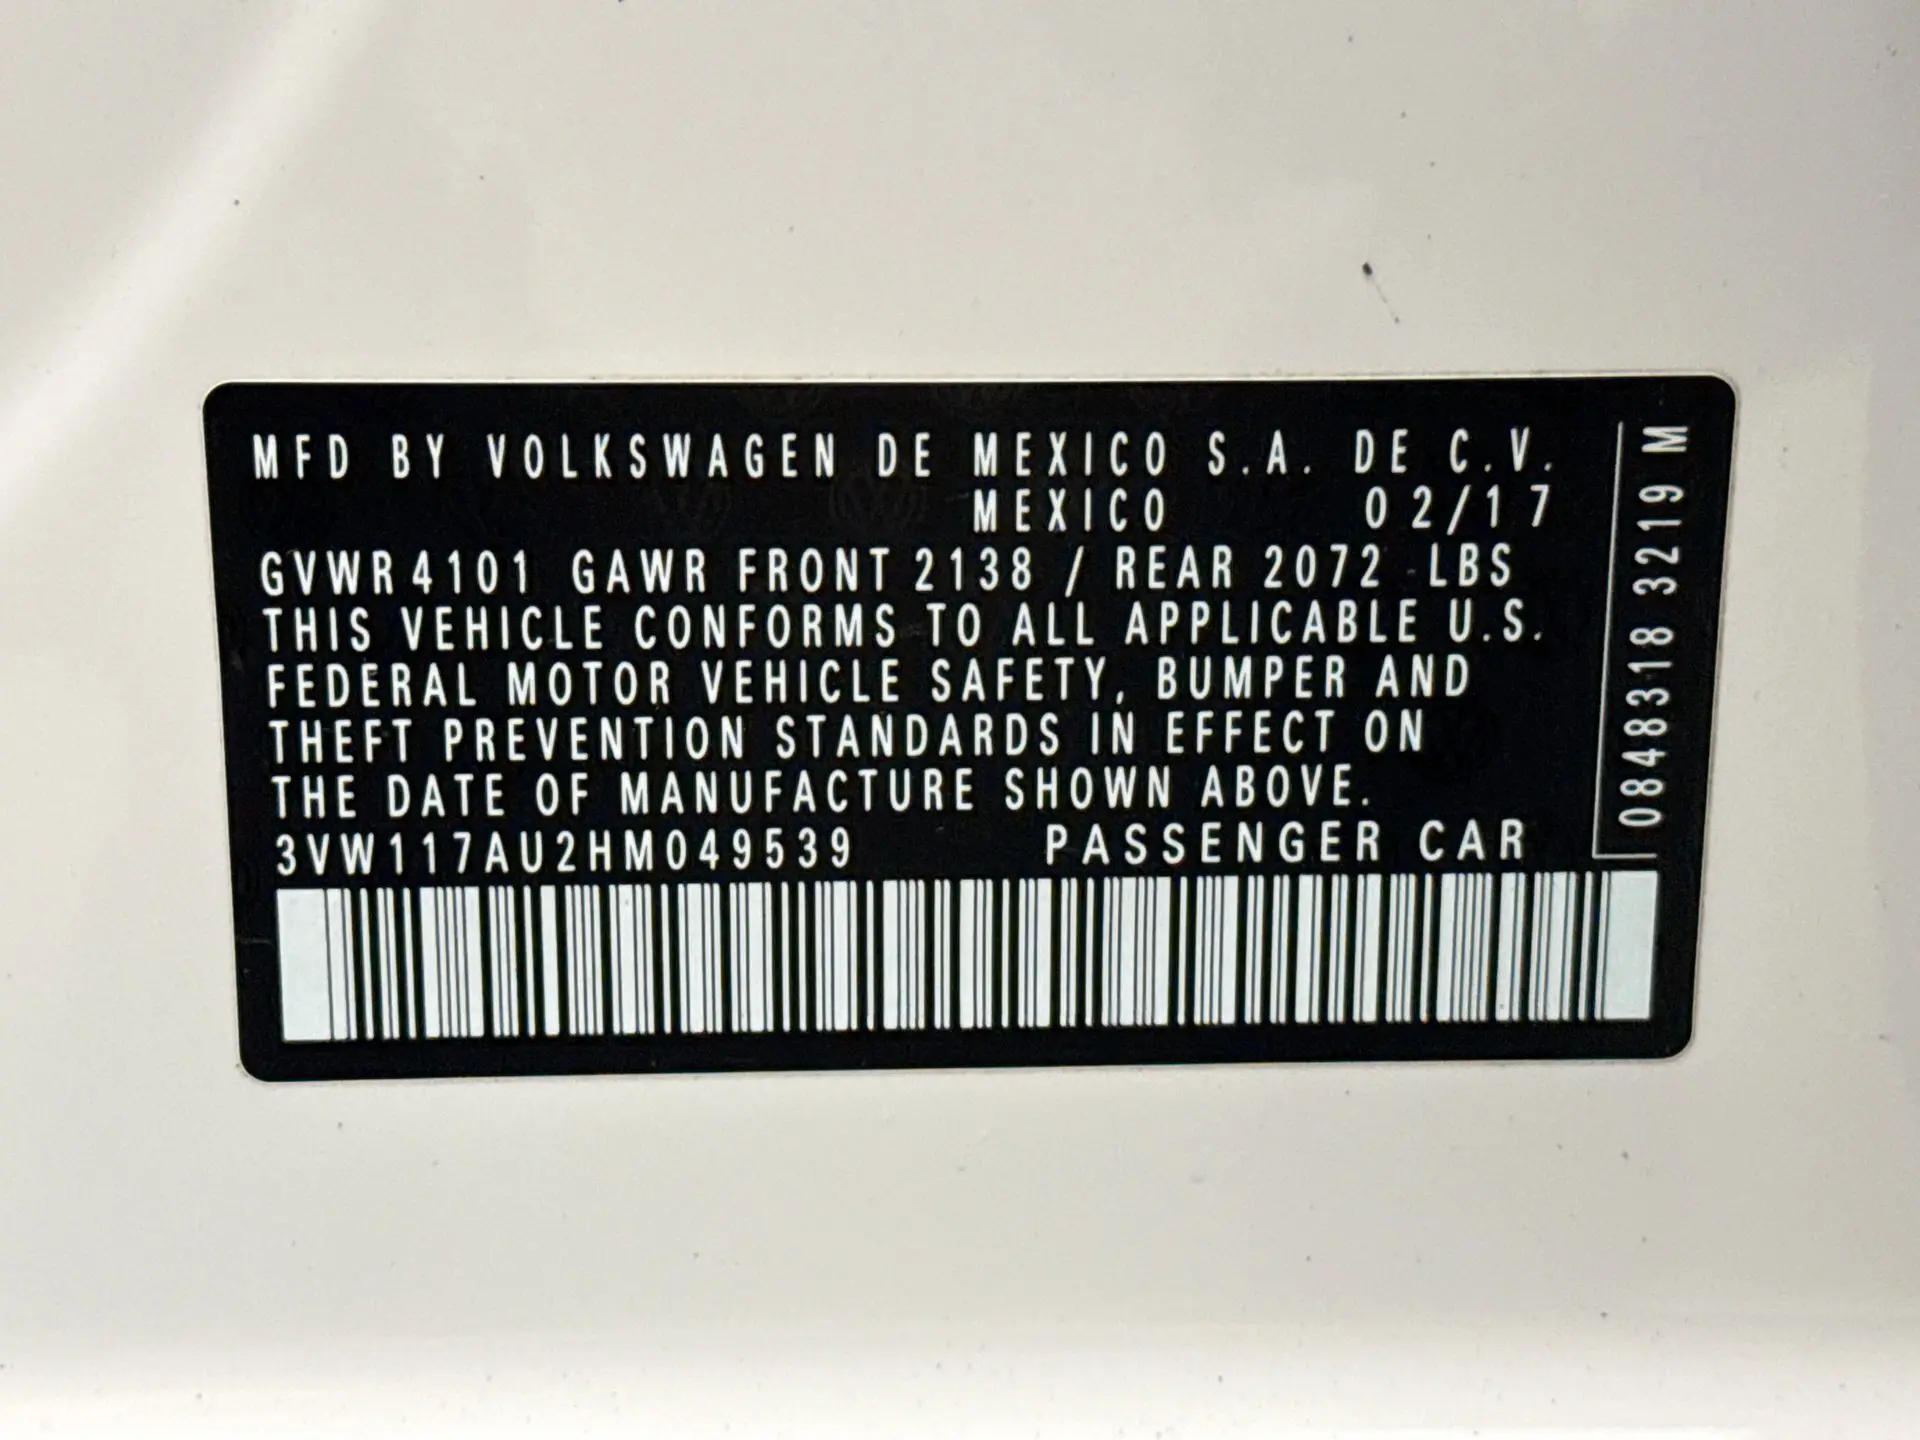 MFD BY VOLKSWAGEN DE MEXICO S.A. DE C.V.
MEXICO 02/17
GVWR 4101 GAWR FRONT 2138 / REAR 2072 LBS
THIS VEHICLE CONFORMS TO ALL APPLICABLE U.S.
FEDERAL MOTOR VEHICLE SAFETY, BUMPER AND
THEFT PREVENTION STANDARDS IN EFFECT ON
THE DATE OF MANUFACTURE SHOWN ABOVE.
3VW117AU2HM049539 PASSENGER CAR
0848318 3219 M